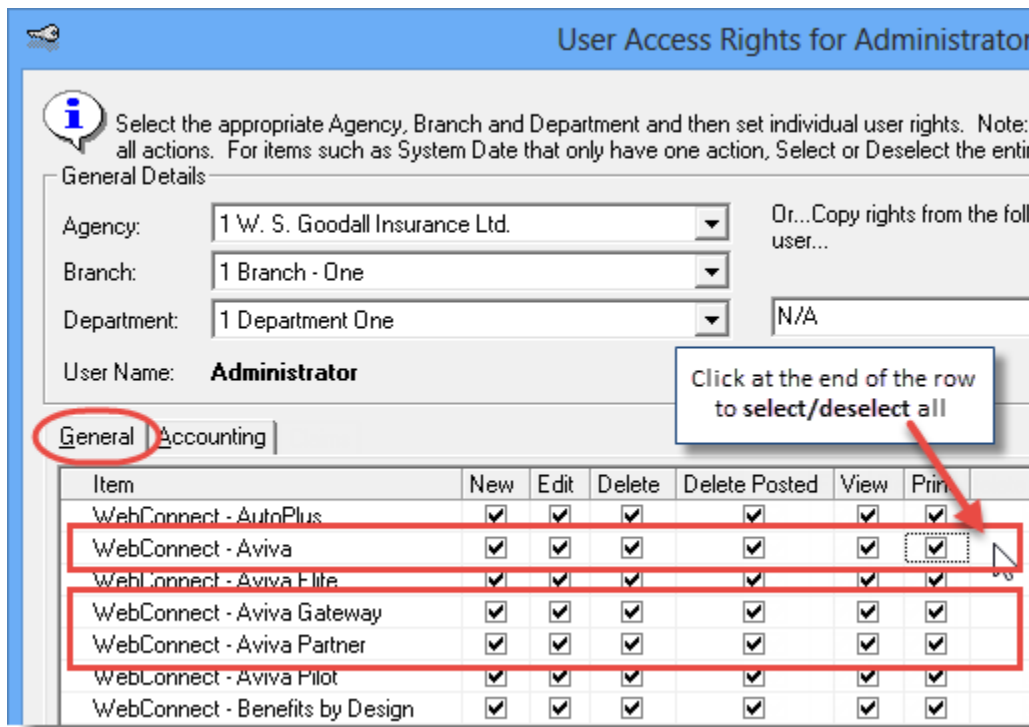 User Access Rights for Administrator
Select the appropriate Agency, Branch and Department and then set individual user rights. Note:
all actions. For items such as System Date that only have one action, Select or Deselect the enti
General Details
Agency: 1 W. S. Goodall Insurance Ltd. Or...Copy rights from the foll
user...
Branch: 1 Branch - One
Department: 1 Department One N/A
User Name: Administrator
Click at the end of the row
to select/deselect all
General Accounting
Item New Edit Delete Delete Posted View Prin
WebConnect - AutoPlus
WebConnect - Aviva
WebConnect - Aviva Elite
WebConnect - Aviva Gateway
WebConnect - Aviva Partner
WebConnect - Aviva Pilot
WebConnect - Benefits by Design